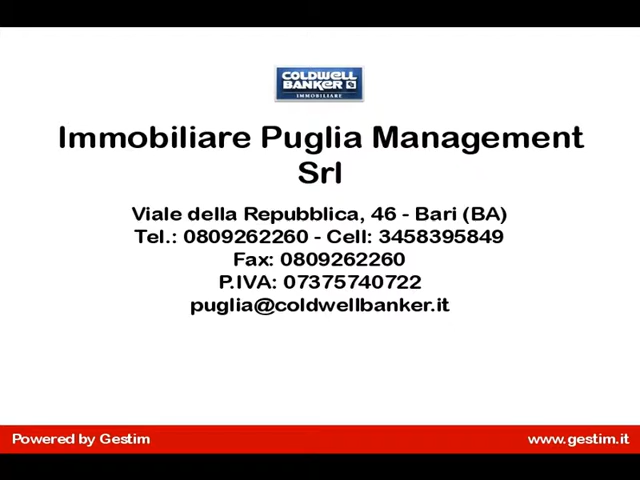 COLDWELL
BANKER CB
IMMOBILIARE
Immobiliare Puglia Management
Srl
Viale della Repubblica, 46 - Bari (BA)
Tel.: 0809262260 - Cell: 3458395849
Fax: 0809262260
P.IVA: 07375740722
puglia@coldwellbanker.it
Powered by Gestim
www.gestim.it